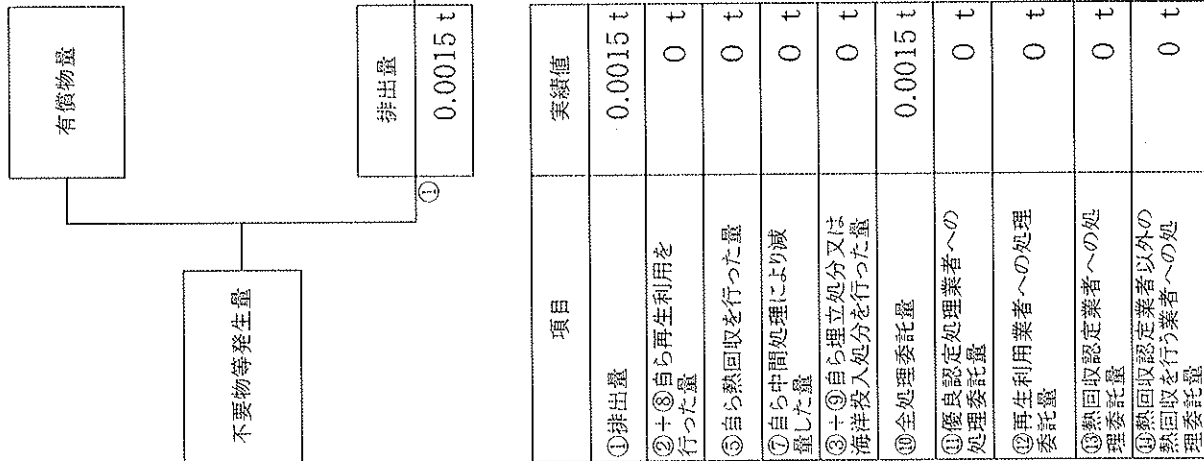 有償物量
不要物等発生量
排出量
①
0.0015 t
項目 実績値
①排出量 0.0015 t
②+⑧自ら再生利用を
行った量 0 t
⑤自ら熱回収を行った量 0 t
⑦自ら中間処理により減
量した量 0 t
③+⑨自ら埋立処分又は
海洋投入処分を行った量 0 t
⑩全処理委託量 0.0015 t
⑪優良認定処理業者への
処理委託量 0 t
⑫再生利用業者への処理
委託量 0 t
⑬熱回収認定業者への処
理委託量 0 t
⑭熱回収認定業者以外の
熱回収を行う業者への処
理委託量 0 t